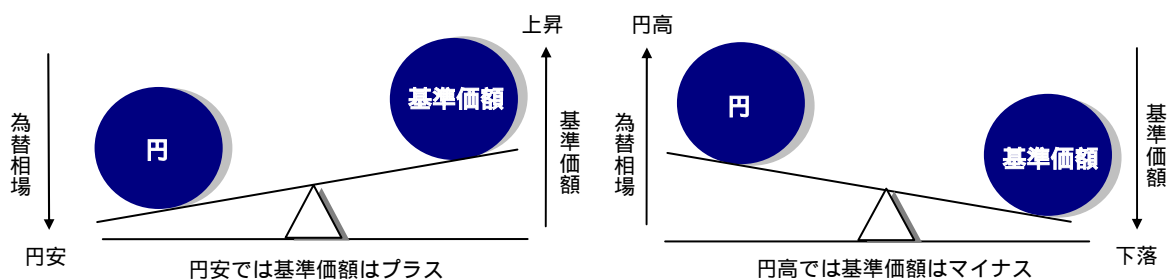 上昇
基準価額
円
為替相場
基準価額
円安
円安では基準価額はプラス
円高
円
為替相場
基準価額
基準価額
下落
円高では基準価額はマイナス